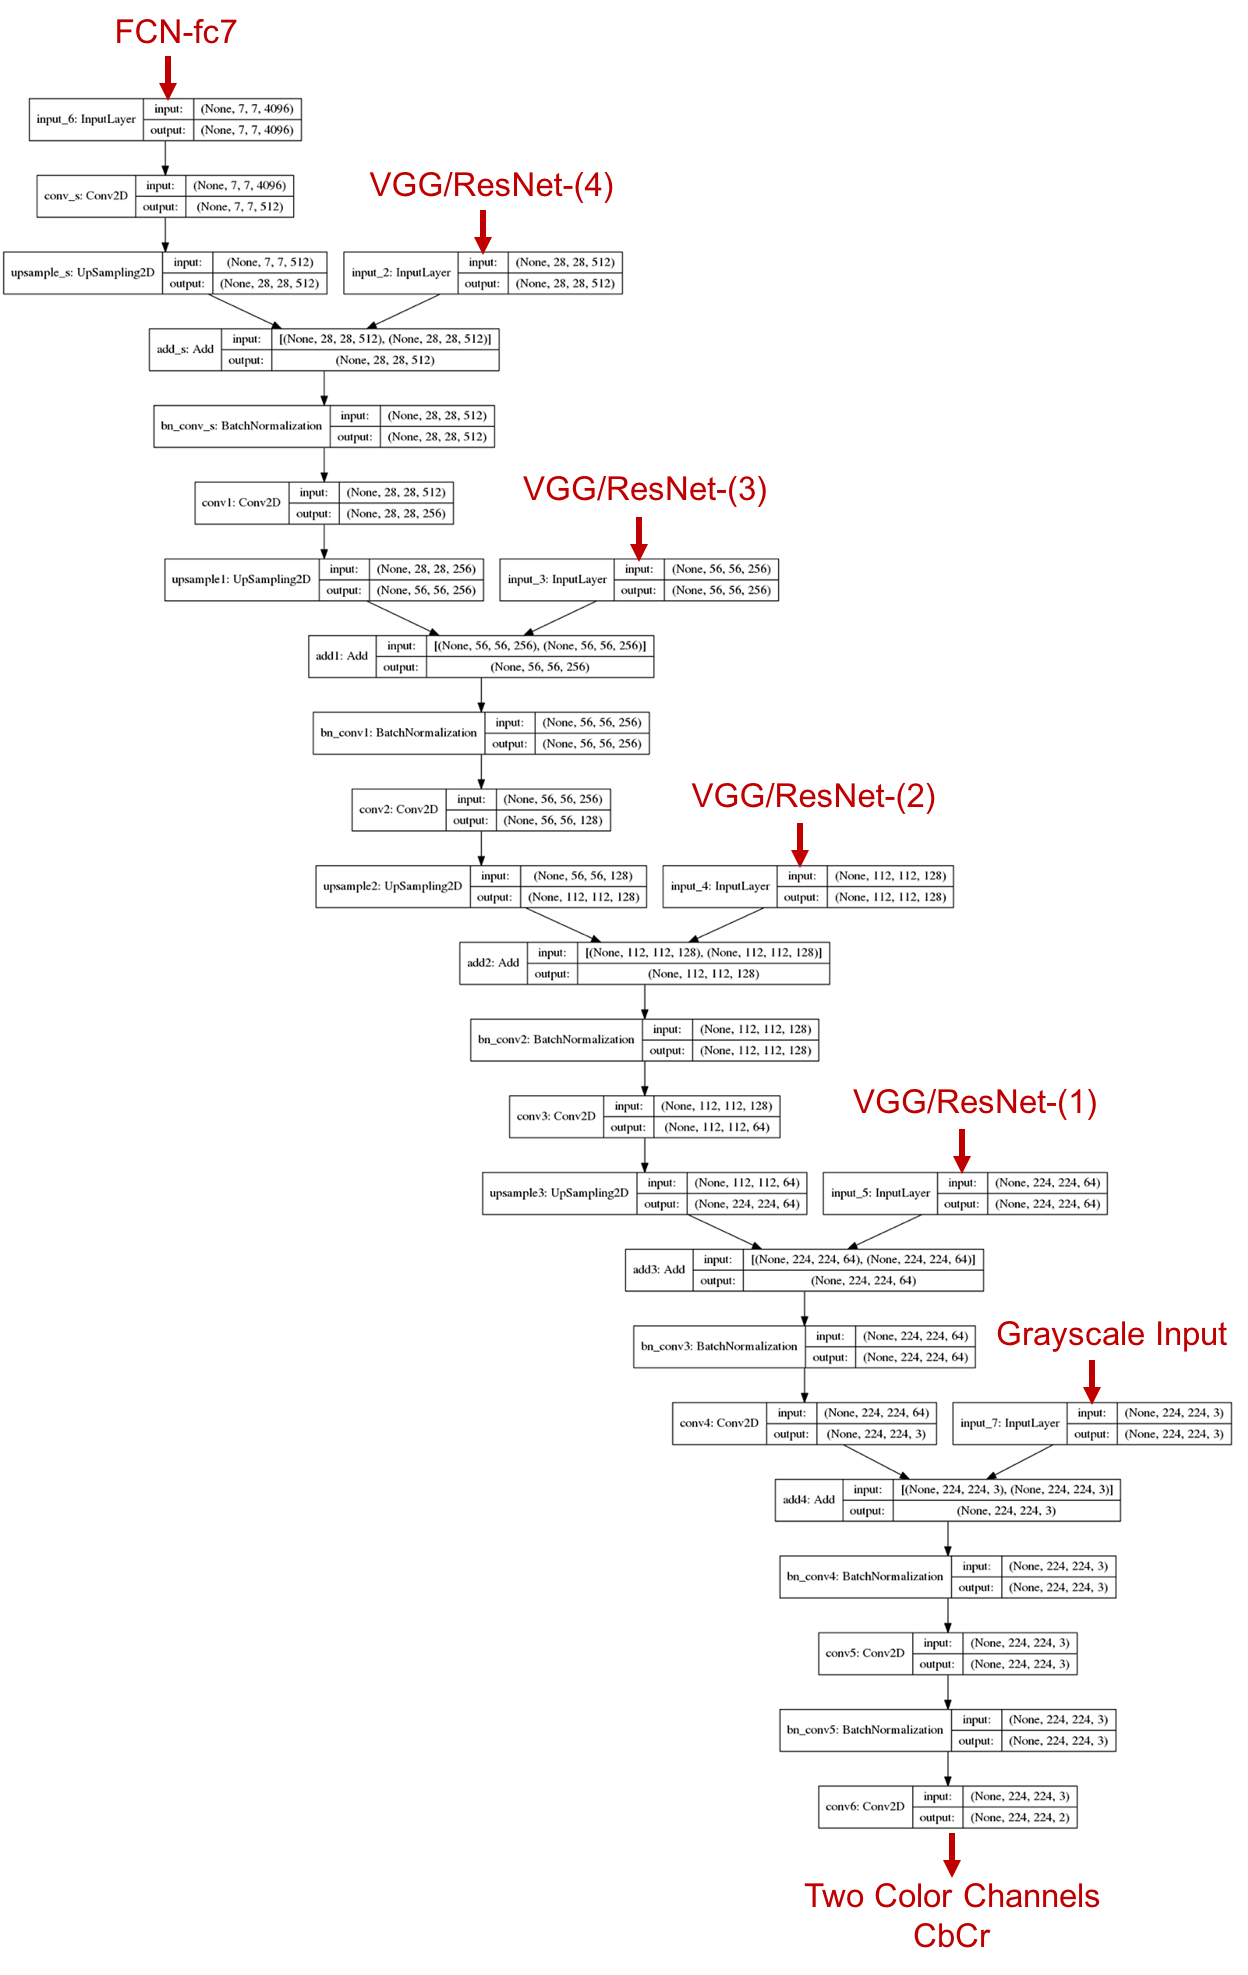 FCN-fc7
input_6: InputLayer
input: (None, 7, 7, 4096)
output: (None, 7, 7, 4096)
conv_s: Conv2D
input: (None, 7, 7, 4096)
output: (None, 7, 7, 512)
VGG/ResNet-(4)
upsample_s: UpSampling2D
input: (None, 7, 7, 512)
output: (None, 28, 28, 512)
input_2: InputLayer
input: (None, 28, 28, 512)
output: (None, 28, 28, 512)
add_s: Add
input: [(None, 28, 28, 512), (None, 28, 28, 512)]
output: (None, 28, 28, 512)
bn_conv_s: BatchNormalization
input: (None, 28, 28, 512)
output: (None, 28, 28, 512)
conv1: Conv2D
input: (None, 28, 28, 512)
output: (None, 28, 28, 256)
VGG/ResNet-(3)
upsample1: UpSampling2D
input: (None, 28, 28, 256)
output: (None, 56, 56, 256)
input_3: InputLayer
input: (None, 56, 56, 256)
output: (None, 56, 56, 256)
add1: Add
input: [(None, 56, 56, 256), (None, 56, 56, 256)]
output: (None, 56, 56, 256)
bn_conv1: BatchNormalization
input: (None, 56, 56, 256)
output: (None, 56, 56, 256)
conv2: Conv2D
input: (None, 56, 56, 256)
output: (None, 56, 56, 128)
VGG/ResNet-(2)
upsample2: UpSampling2D
input: (None, 56, 56, 128)
output: (None, 112, 112, 128)
input_4: InputLayer
input: (None, 112, 112, 128)
output: (None, 112, 112, 128)
add2: Add
input: [(None, 112, 112, 128), (None, 112, 112, 128)]
output: (None, 112, 112, 128)
bn_conv2: BatchNormalization
input: (None, 112, 112, 128)
output: (None, 112, 112, 128)
conv3: Conv2D
input: (None, 112, 112, 128)
output: (None, 112, 112, 64)
VGG/ResNet-(1)
upsample3: UpSampling2D
input: (None, 112, 112, 64)
output: (None, 224, 224, 64)
input_5: InputLayer
input: (None, 224, 224, 64)
output: (None, 224, 224, 64)
add3: Add
input: [(None, 224, 224, 64), (None, 224, 224, 64)]
output: (None, 224, 224, 64)
bn_conv3: BatchNormalization
input: (None, 224, 224, 64)
output: (None, 224, 224, 64)
Grayscale Input
conv4: Conv2D
input: (None, 224, 224, 64)
output: (None, 224, 224, 3)
input_7: InputLayer
input: (None, 224, 224, 3)
output: (None, 224, 224, 3)
add4: Add
input: [(None, 224, 224, 3), (None, 224, 224, 3)]
output: (None, 224, 224, 3)
bn_conv4: BatchNormalization
input: (None, 224, 224, 3)
output: (None, 224, 224, 3)
conv5: Conv2D
input: (None, 224, 224, 3)
output: (None, 224, 224, 3)
bn_conv5: BatchNormalization
input: (None, 224, 224, 3)
output: (None, 224, 224, 3)
conv6: Conv2D
input: (None, 224, 224, 3)
output: (None, 224, 224, 2)
Two Color Channels
CbCr